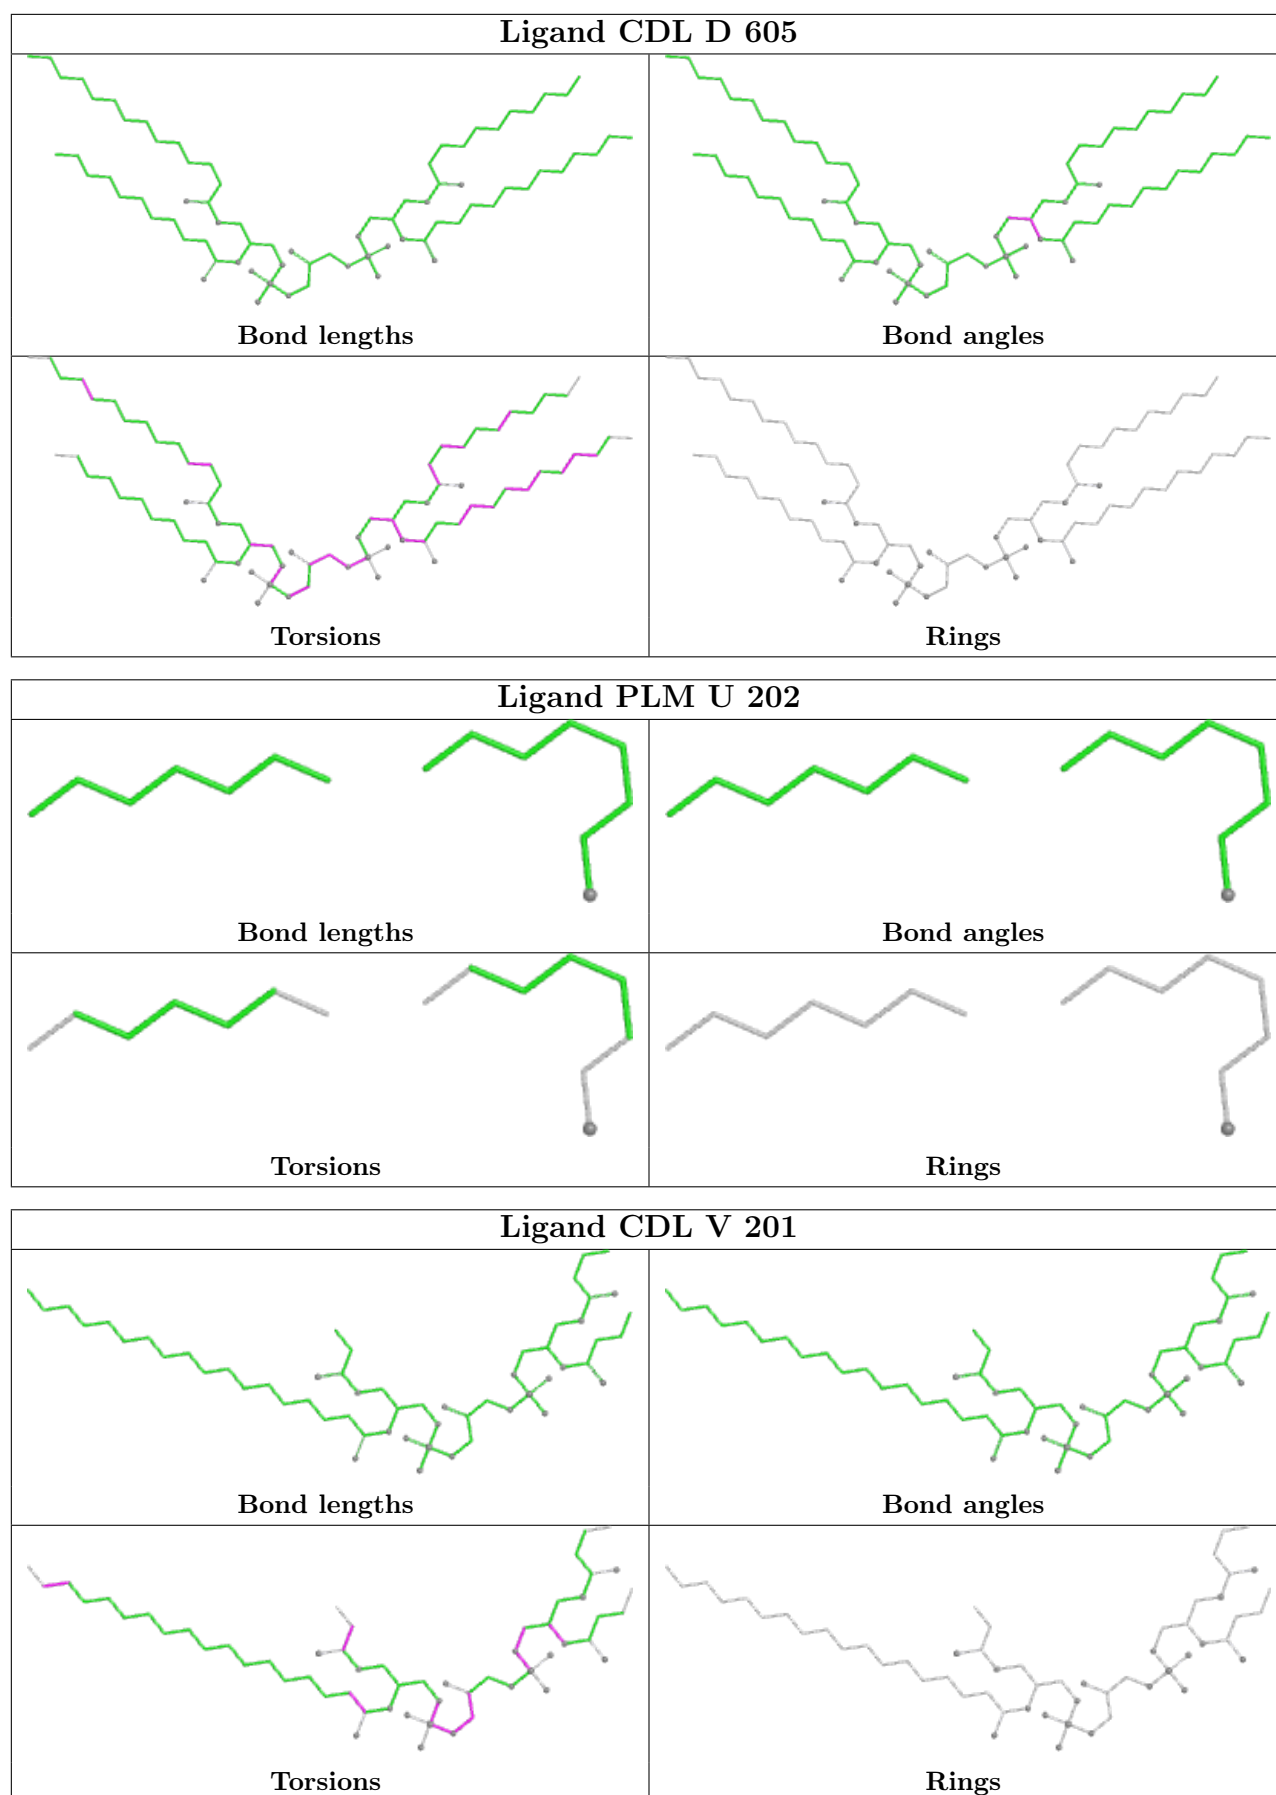 Ligand CDL D 605
Bond lengths
Bond angles
Torsions
Rings
Ligand PLM U 202
Bond lengths
Bond angles
Torsions
Rings
Ligand CDL V 201
Bond lengths
Bond angles
Torsions
Rings